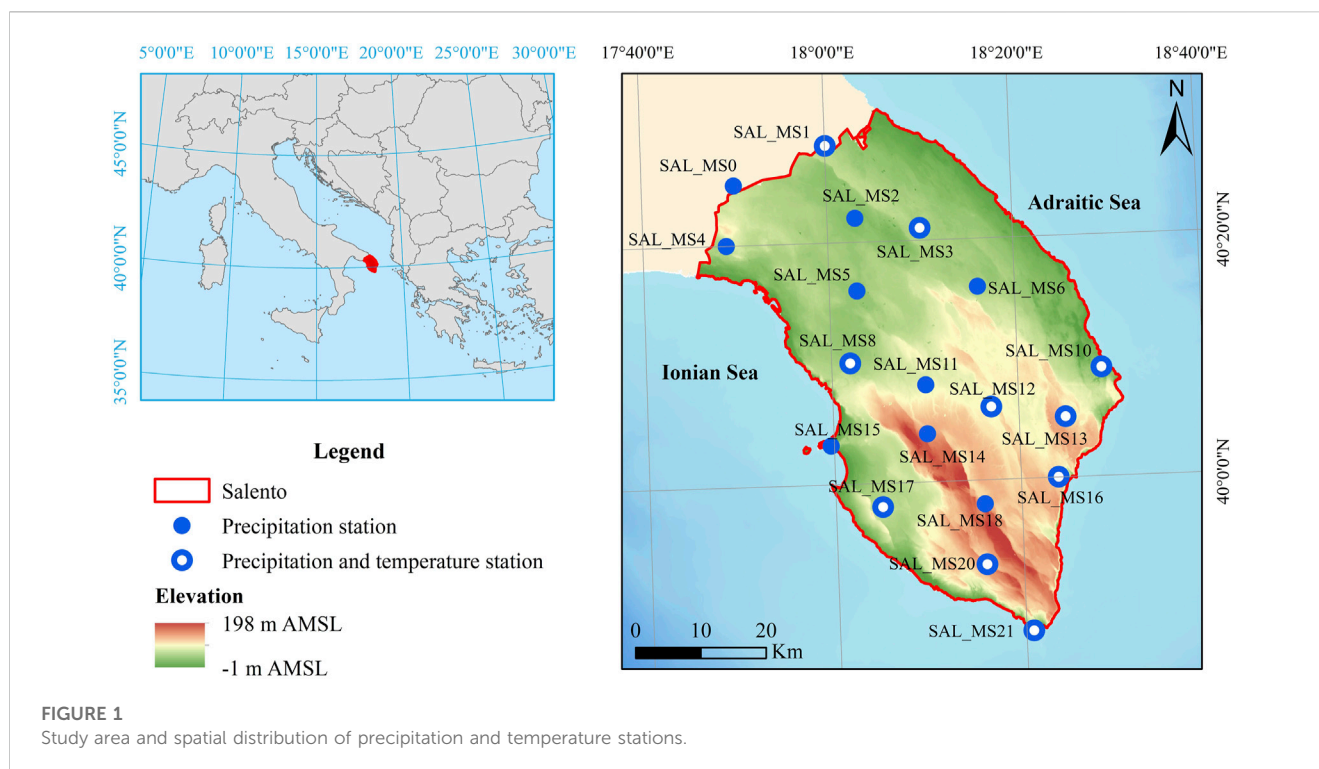 5°0'0"E 10°0'0"E 15°0'0"E 20°0'0"E 25°0'0"E 30°0'0"E
45°0'0"N
40°0'0"N
35°0'0"N
17°40'0"E 18°0'0"E 18°20'0"E 18°40'0"E
N
SAL_MS1
SAL_MS0
SAL_MS2
Adraitic Sea
40°20'0"N
SAL_MS4
SAL_MS3
SAL_MS5
SAL_MS6
SAL_MS8
SAL_MS10
SAL_MS11
Ionian Sea
SAL_MS12
SAL_MS15
SAL_MS13
SAL_MS14
40°0'0"N
SAL_MS17
SAL_MS16
SAL_MS18
SAL_MS20
SAL_MS21
0 10 20
Km
Legend
Salento
Precipitation station
Precipitation and temperature station
Elevation
198 m AMSL
-1 m AMSL
FIGURE 1
Study area and spatial distribution of precipitation and temperature stations.